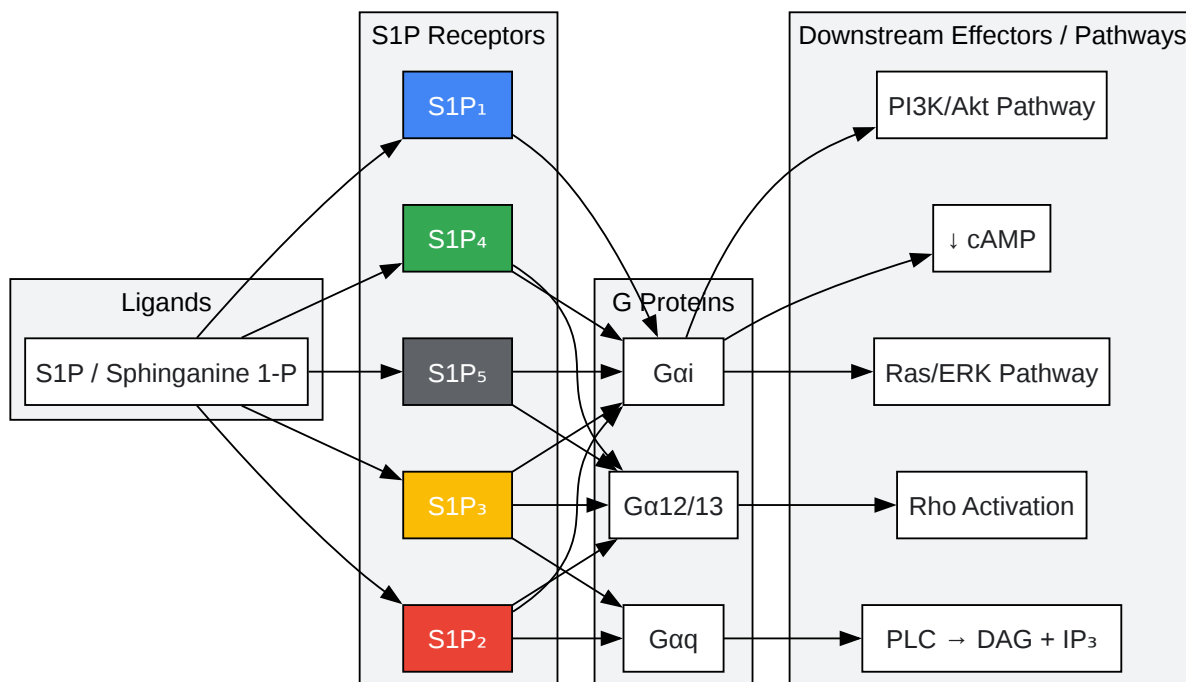 Ligands
S1P / Sphinganine 1-P
S1P Receptors
S1P₁
S1P₄
S1P₅
S1P₃
S1P₂
G Proteins
Gαi
Gα12/13
Gαq
Downstream Effectors / Pathways
PI3K/Akt Pathway
↓ cAMP
Ras/ERK Pathway
Rho Activation
PLC → DAG + IP₃